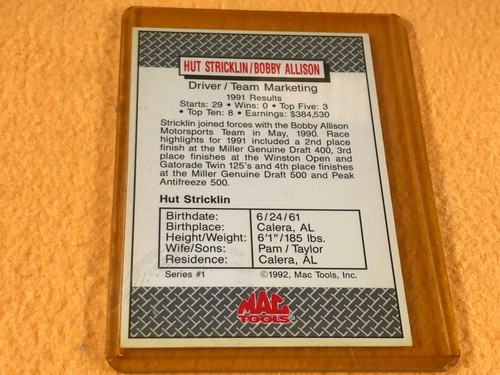 HUT STRICKLIN/BOBBY ALLISON
Driver/Team Marketing
1991 Results
Starts: 29 • Wins: 0 • Top Five: 3
• Top Ten: 8 • Earnings: $384,530
Stricklin joined forces with the Bobby Allison
Motorsports Team in May, 1990. Race
highlights for 1991 included a 2nd place
finish at the Miller Genuine Draft 400, 3rd
place finishes at the Winston Open and
Gatorade Twin 125's and 4th place finishes
at the Miller Genuine Draft 500 and Peak
Antifreeze 500.
Hut Stricklin
Birthdate: 6/24/61
Birthplace: Calera, AL
Height/Weight: 6'1"/185 lbs.
Wife/Sons: Pam / Taylor
Residence: Calera, AL
Series #1 ©1992, Mac Tools, Inc.
MAC
TOOLS